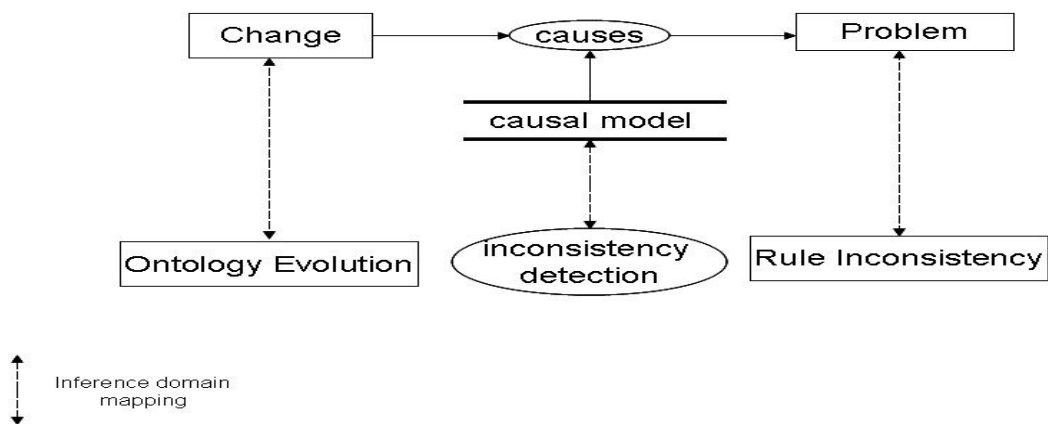 Change
causes
Problem
causal model
Ontology Evolution
inconsistency
detection
Rule Inconsistency
Inference domain
mapping